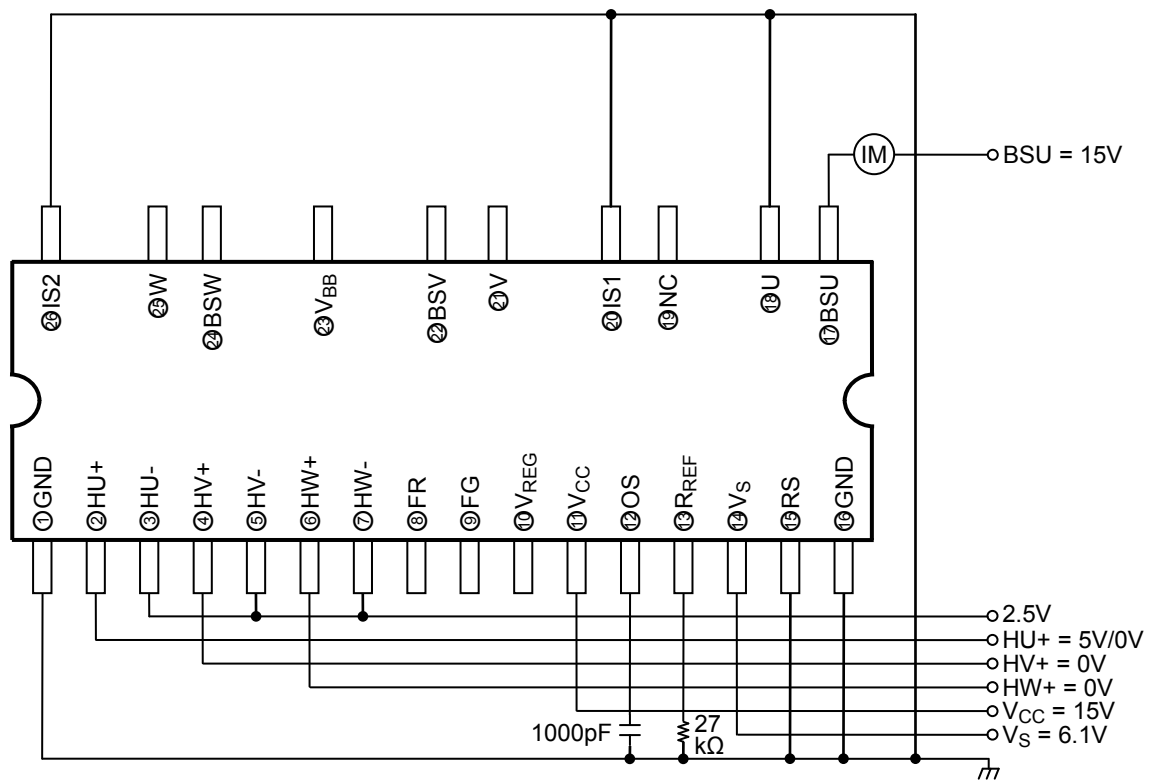 IM
BSU = 15V
㉖IS2
㉕W
㉔BSW
㉓VBB
㉒BSV
㉑V
⑳IS1
⑲NC
⑱U
⑰BSU
①GND
②HU+
③HU-
④HV+
⑤HV-
⑥HW+
⑦HW-
⑧FR
⑨FG
⑩VREG
⑪VCC
⑫OS
⑬RREF
⑭VS
⑮RS
⑯GND
2.5V
HU+ = 5V/0V
HV+ = 0V
HW+ = 0V
VCC = 15V
VS = 6.1V
1000pF
27
kΩ